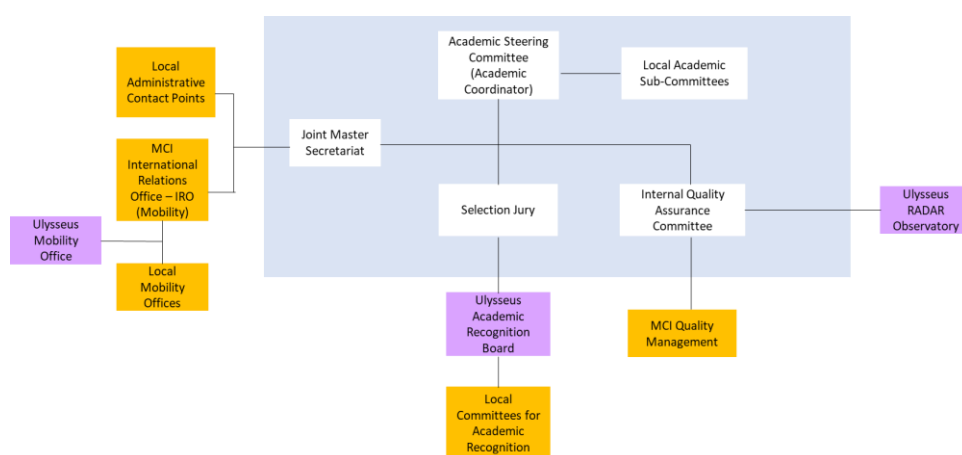 Academic Steering
Committee
(Academic
Coordinator)
Local Academic
Sub-Committees
Local
Administrative
Contact Points
Joint Master
Secretariat
MCI
International
Relations
Office – IRO
(Mobility)
Selection Jury
Internal Quality
Assurance
Committee
Ulysseus
RADAR
Observatory
Ulysseus
Mobility
Office
Local
Mobility
Offices
Ulysseus
Academic
Recognition
Board
MCI Quality
Management
Local
Committees for
Academic
Recognition